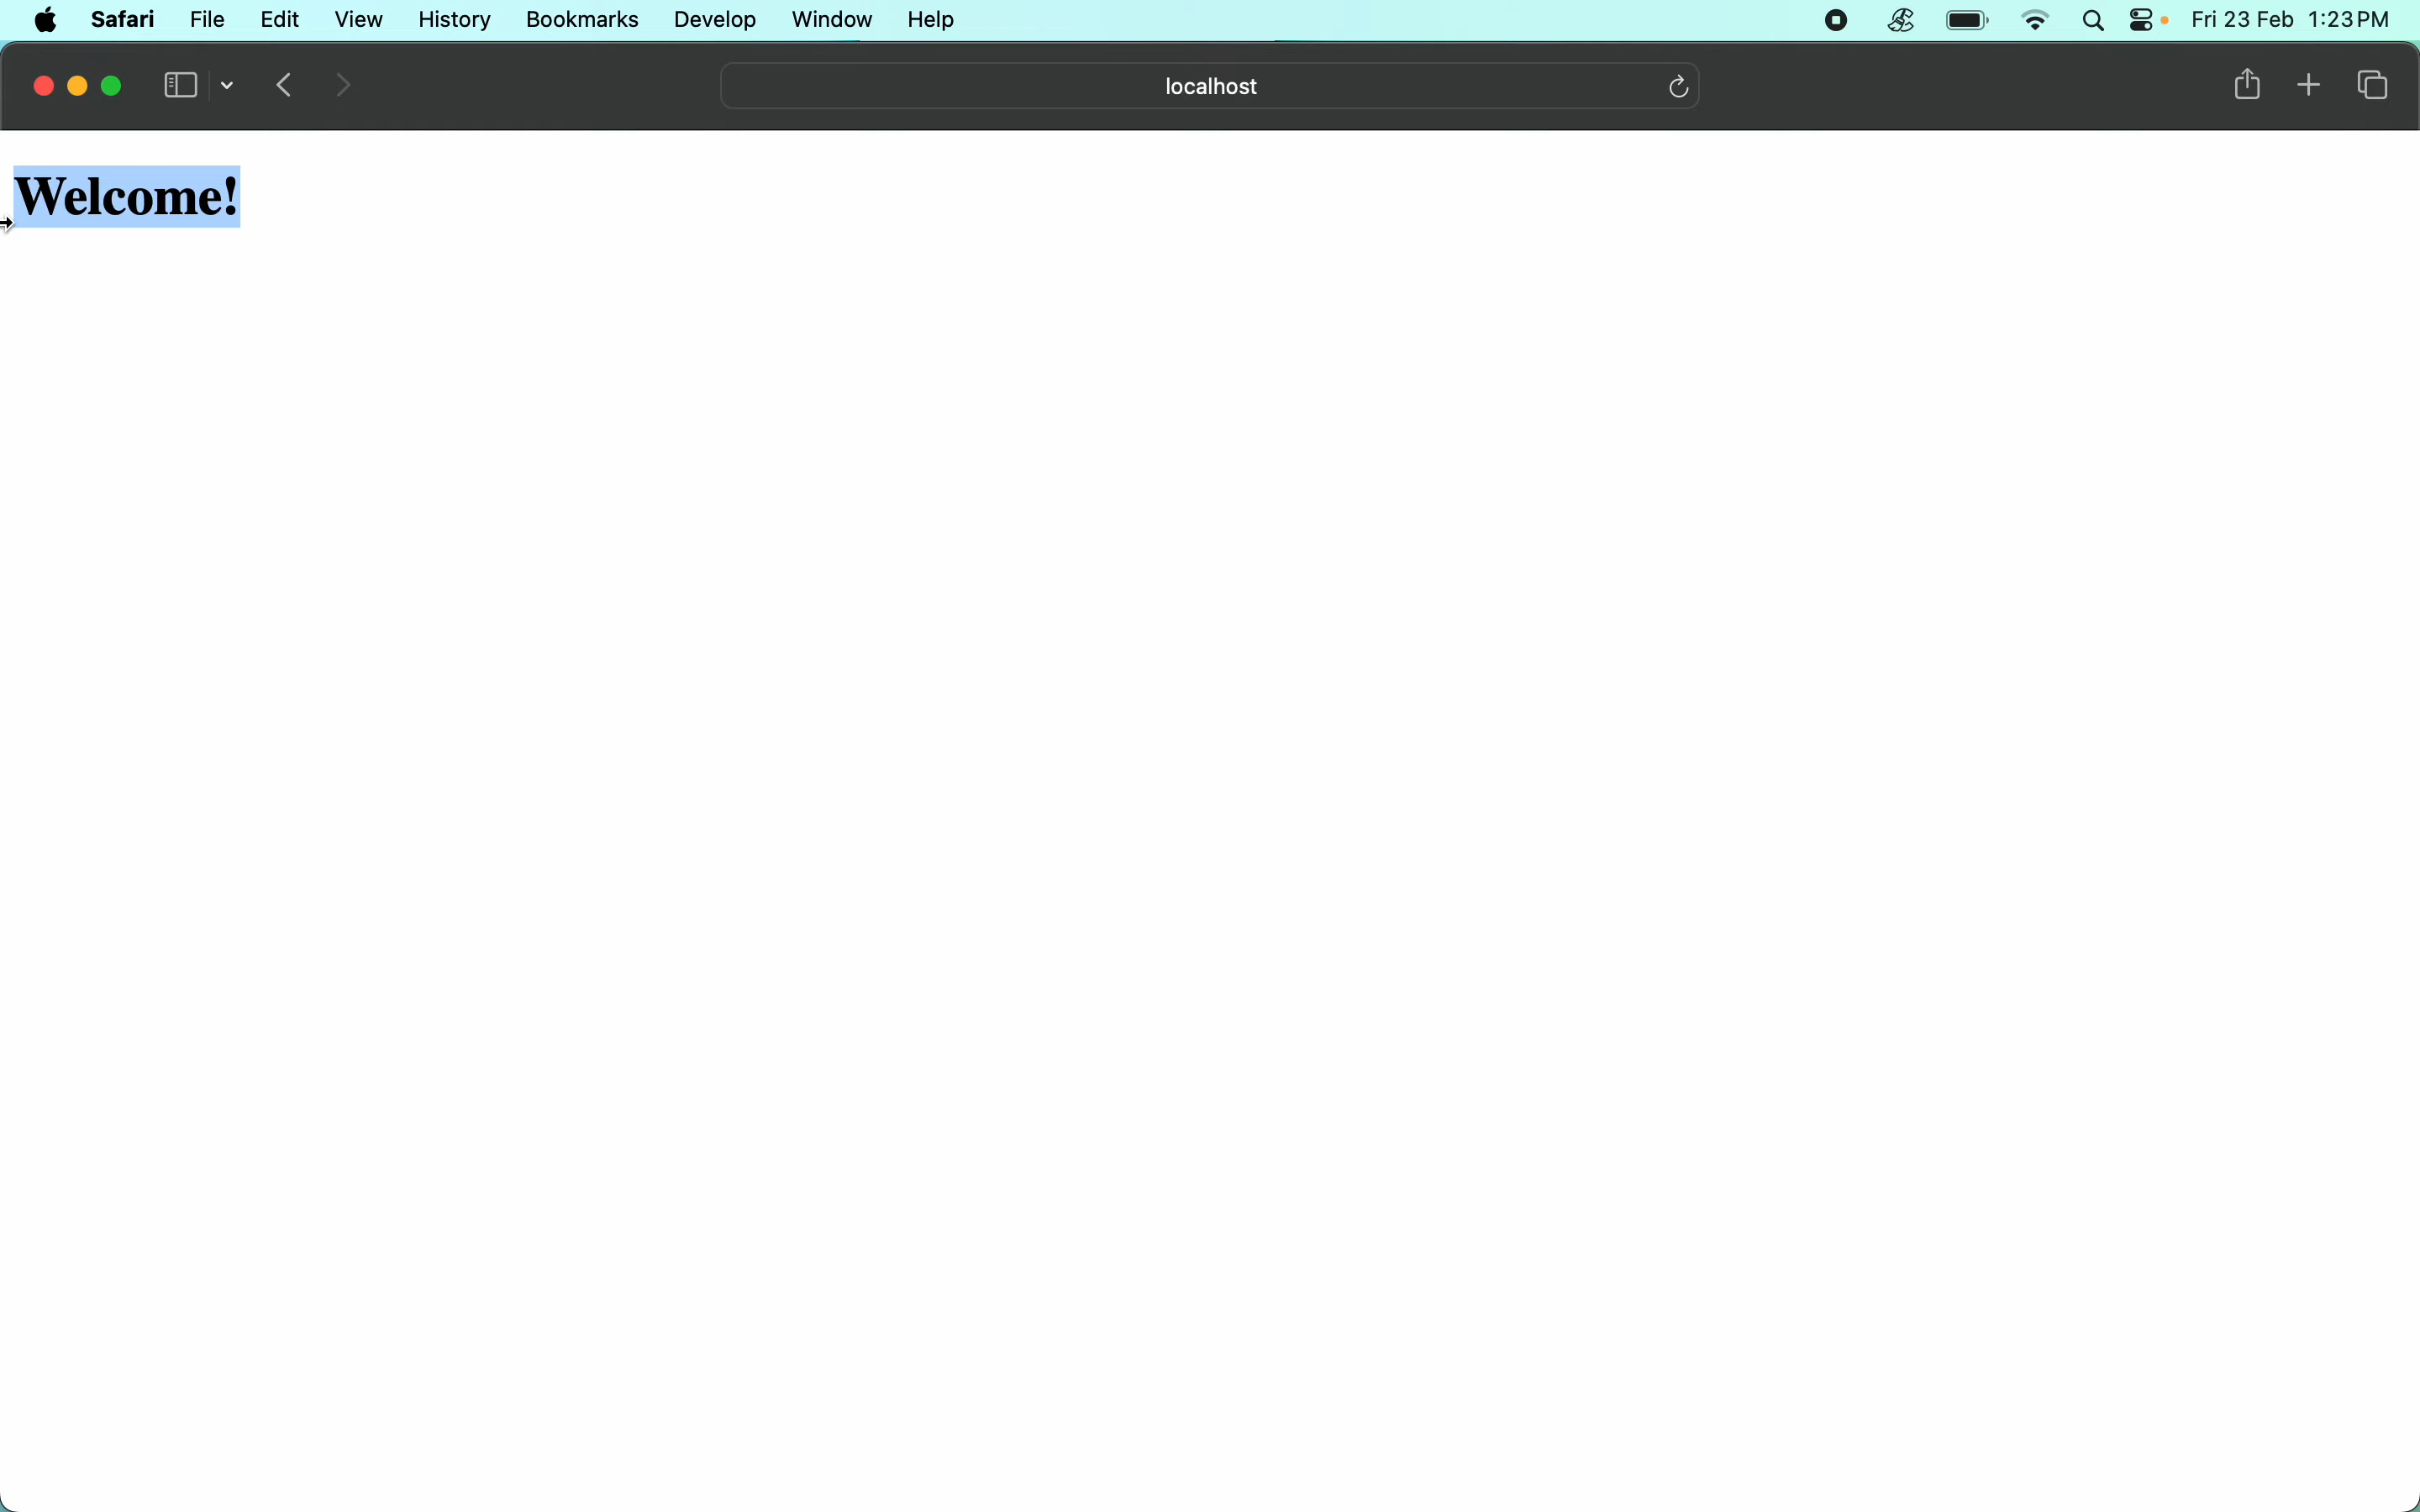 Safari File Edit View History Bookmarks Develop Window Help Fri 23 Feb 1:23 PM
localhost
Welcome!